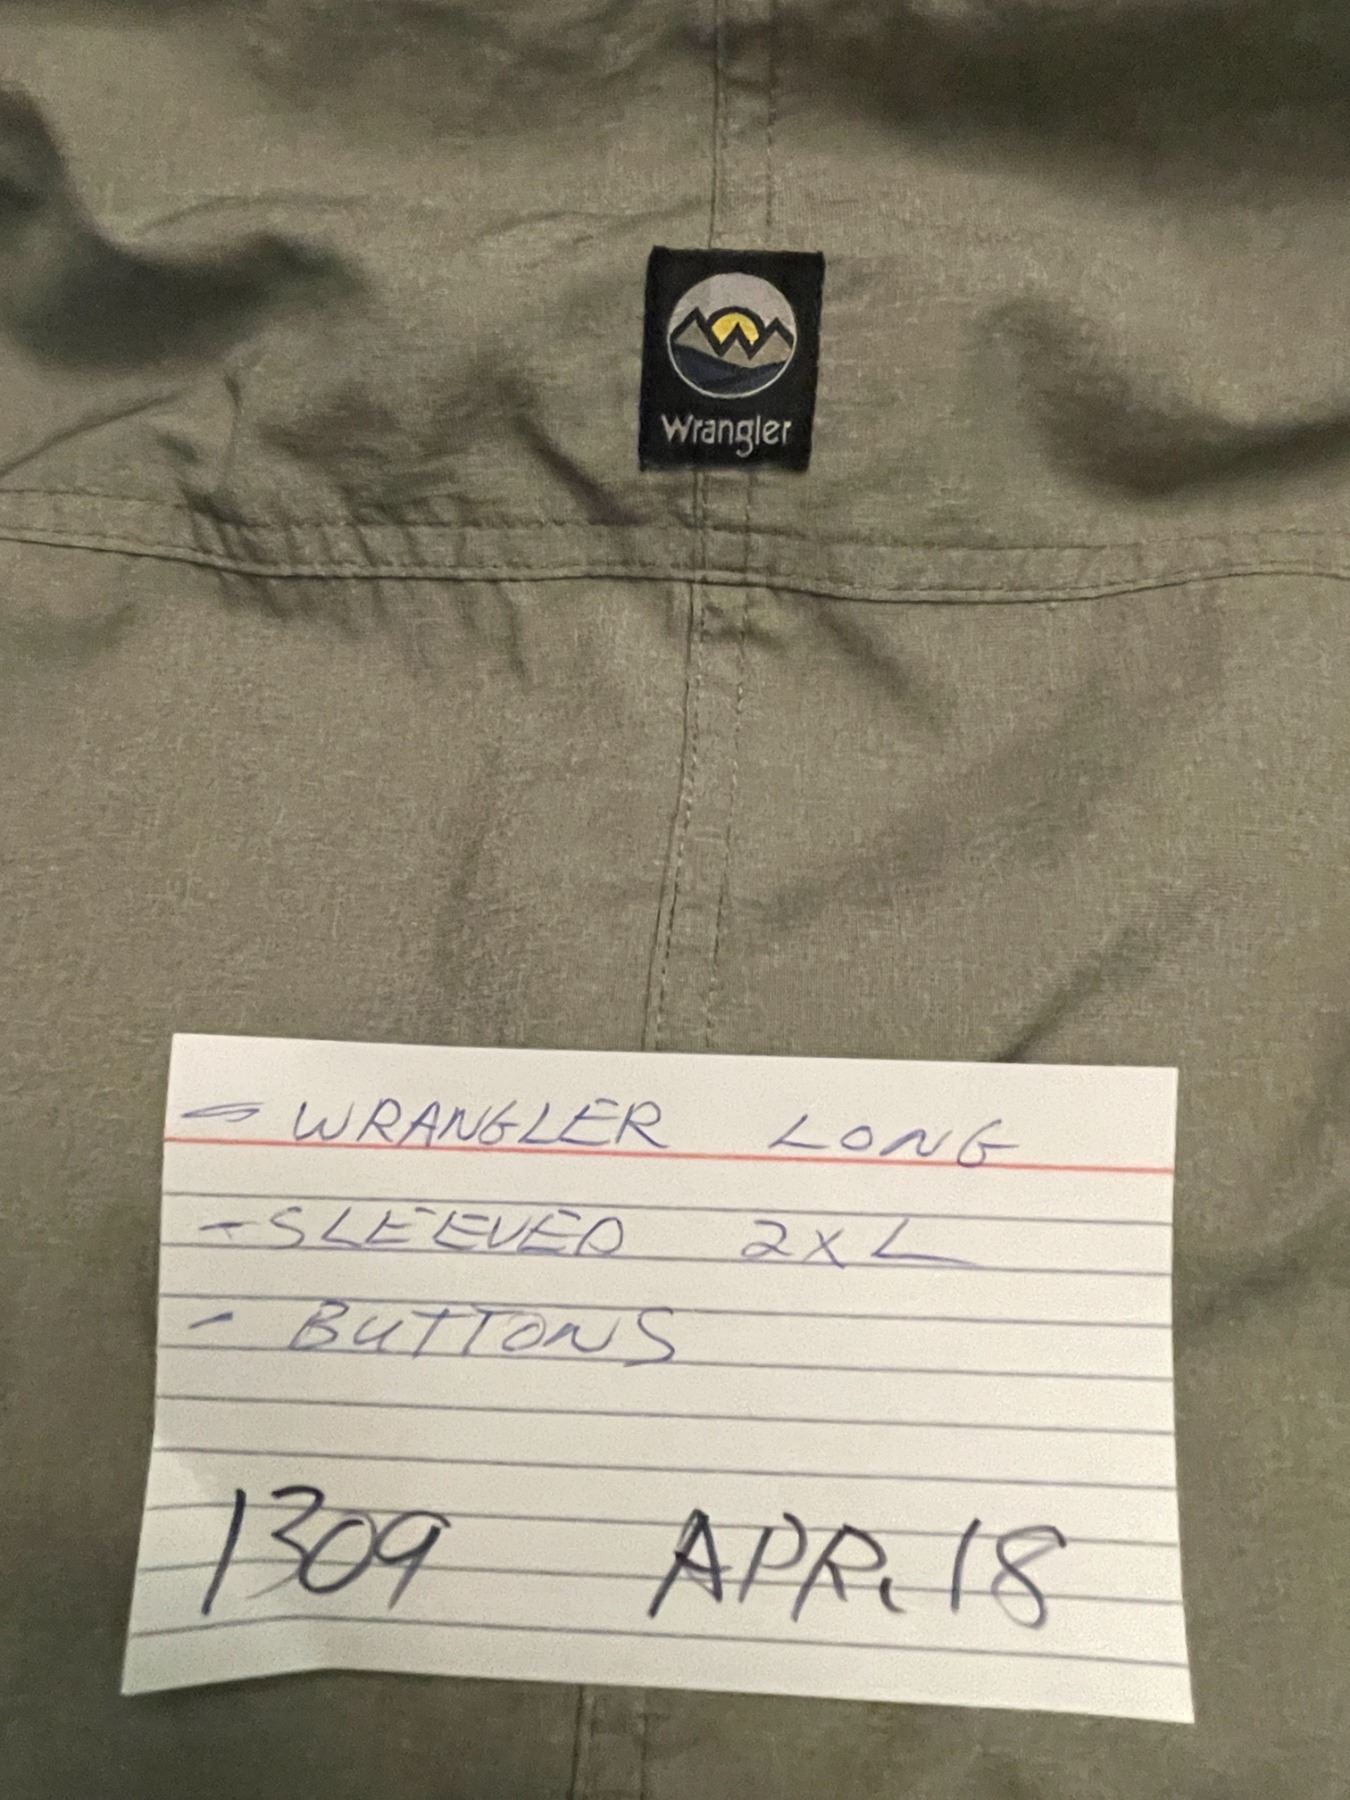 Wrangler
- WRANGLER LONG
- SLEEVED 2XL
- BUTTONS
1309 APR. 18